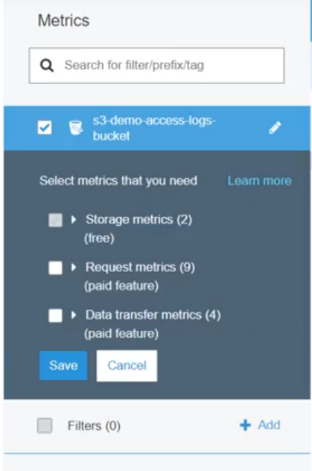 Metrics
Search for filter/prefix/tag
s3-demo-access-logs-
bucket
Select metrics that you need Learn more
Storage metrics (2)
(free)
Request metrics (9)
(paid feature)
Data transfer metrics (4)
(paid feature)
Save Cancel
Filters (0) + Add